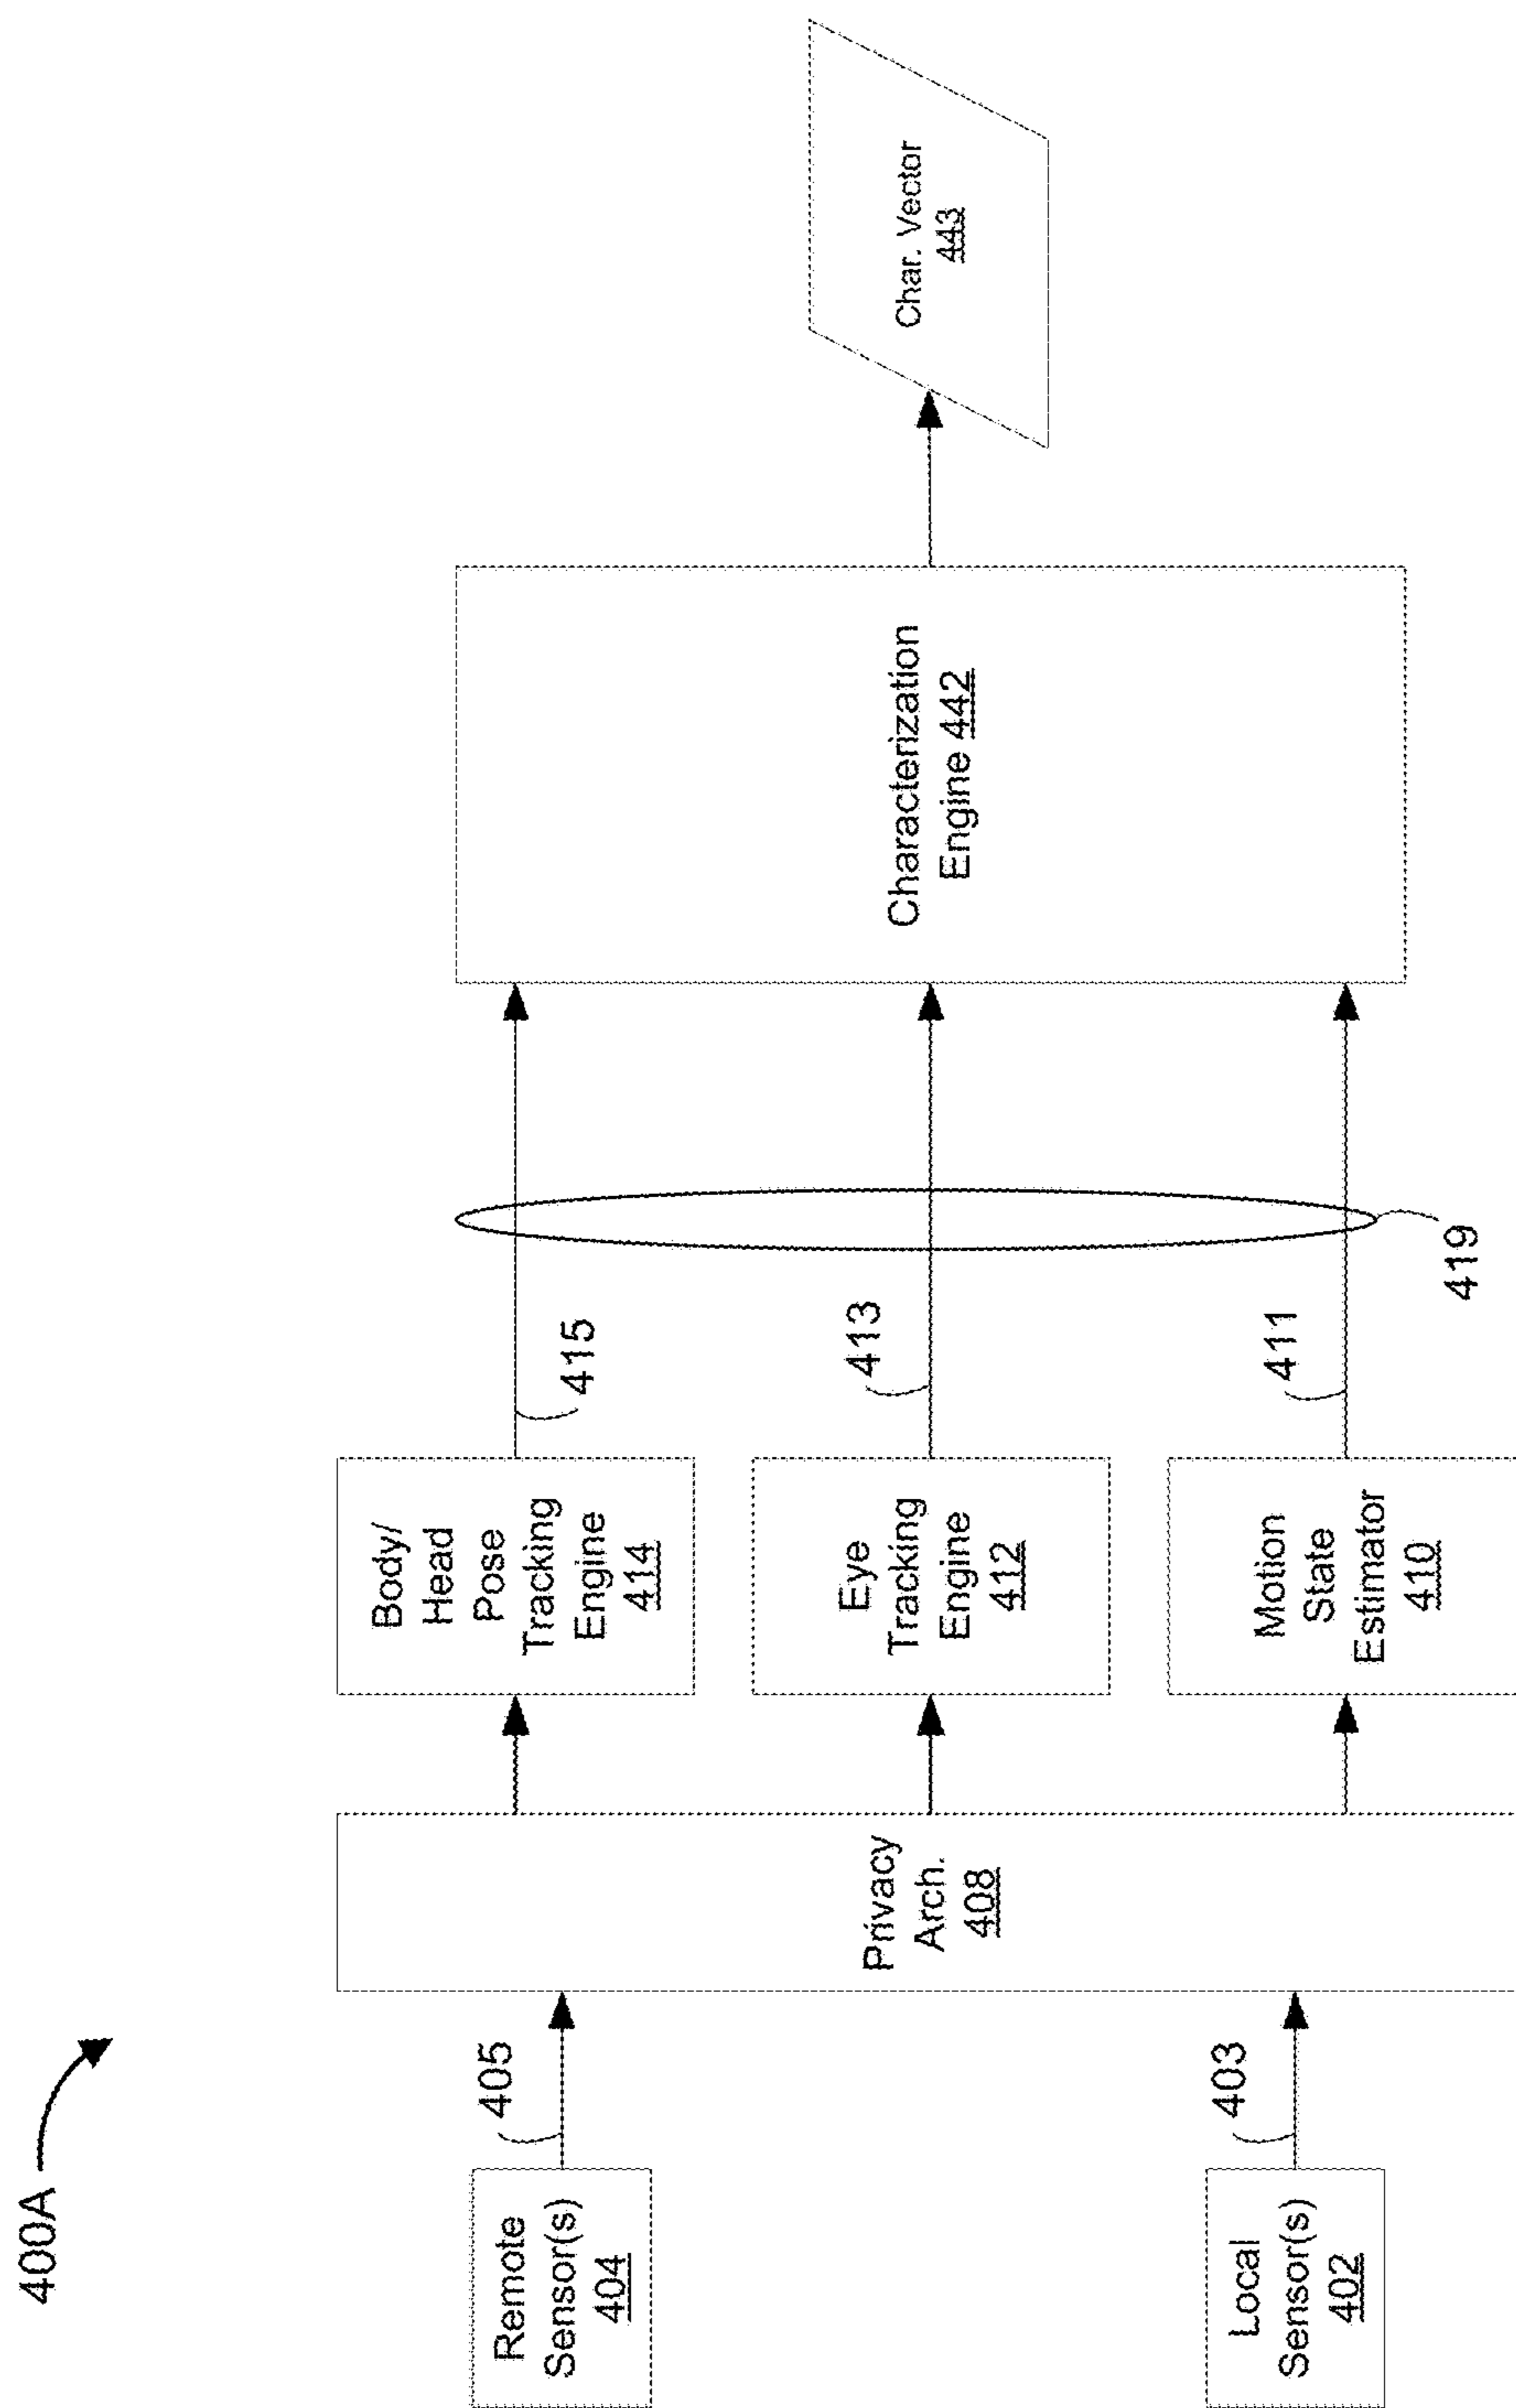 400A
Remote
Sensor(s)
404
405
Local
Sensor(s)
402
403
Privacy
Arch.
408
Body/
Head
Pose
Tracking
Engine
414
415
Eye
Tracking
Engine
412
413
Motion
State
Estimator
410
411
419
Characterization
Engine 442
Char. Vector
443